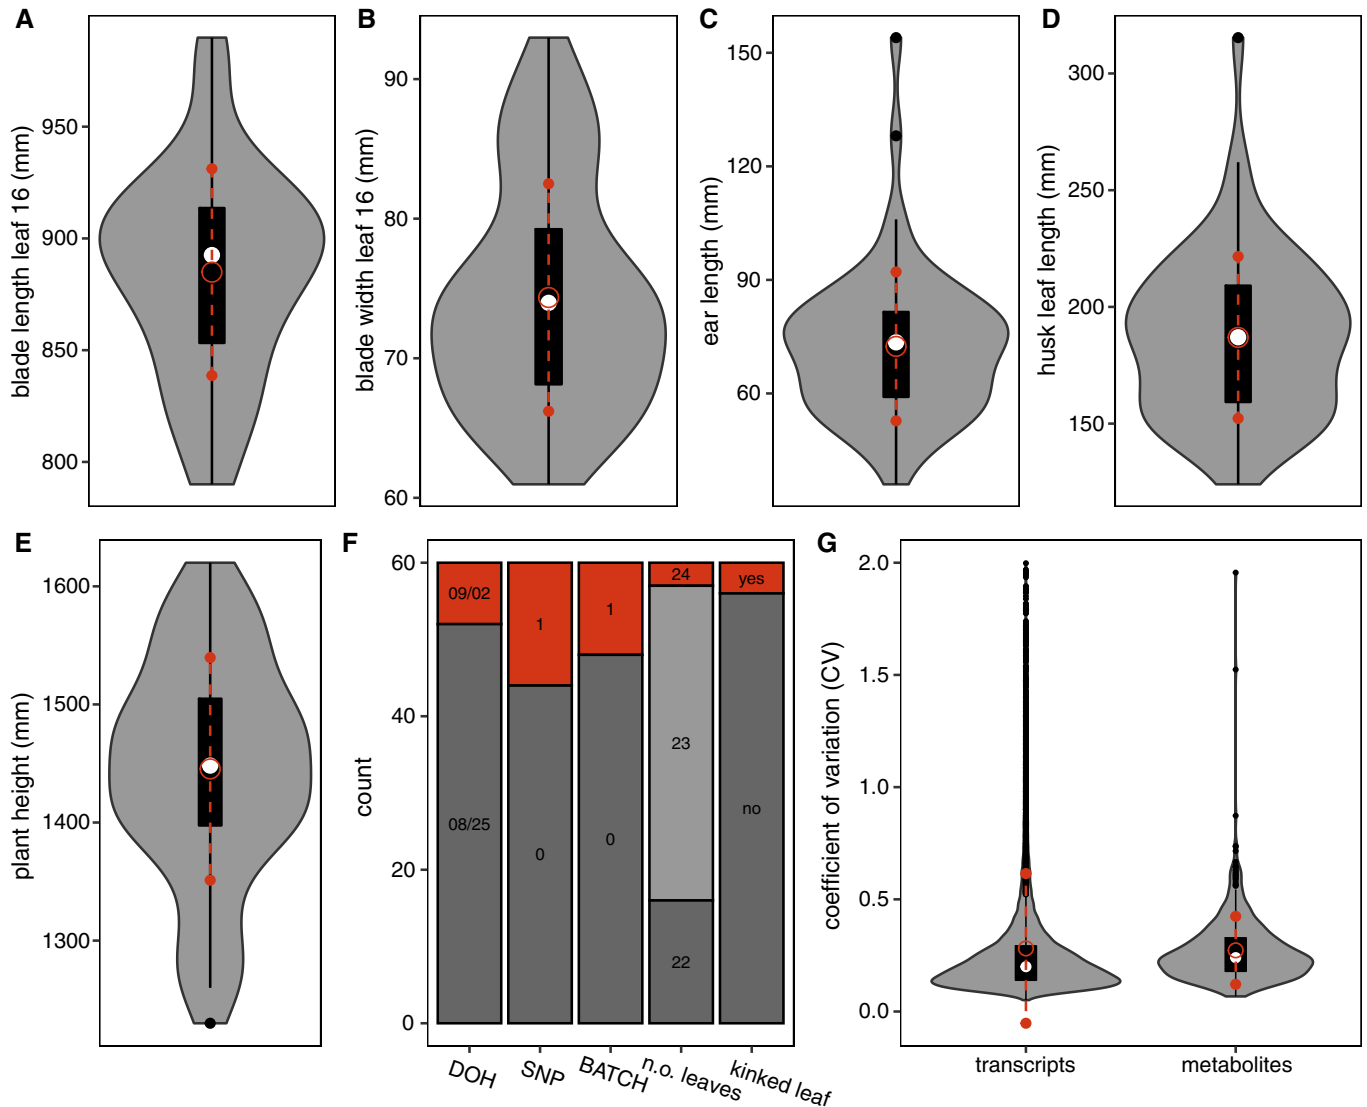 A
blade length leaf 16 (mm)
950
900
850
800
B
blade width leaf 16 (mm)
90
80
70
60
C
ear length (mm)
150
120
90
60
D
husk leaf length (mm)
300
250
200
150
E
plant height (mm)
1600
1500
1400
1300
F
count
60
40
20
0
09/02
08/25
1
0
1
0
24
23
22
yes
no
DOH
SNP
BATCH
n.o. leaves
kinked leaf
G
coefficient of variation (CV)
2.0
1.5
1.0
0.5
0.0
transcripts
metabolites